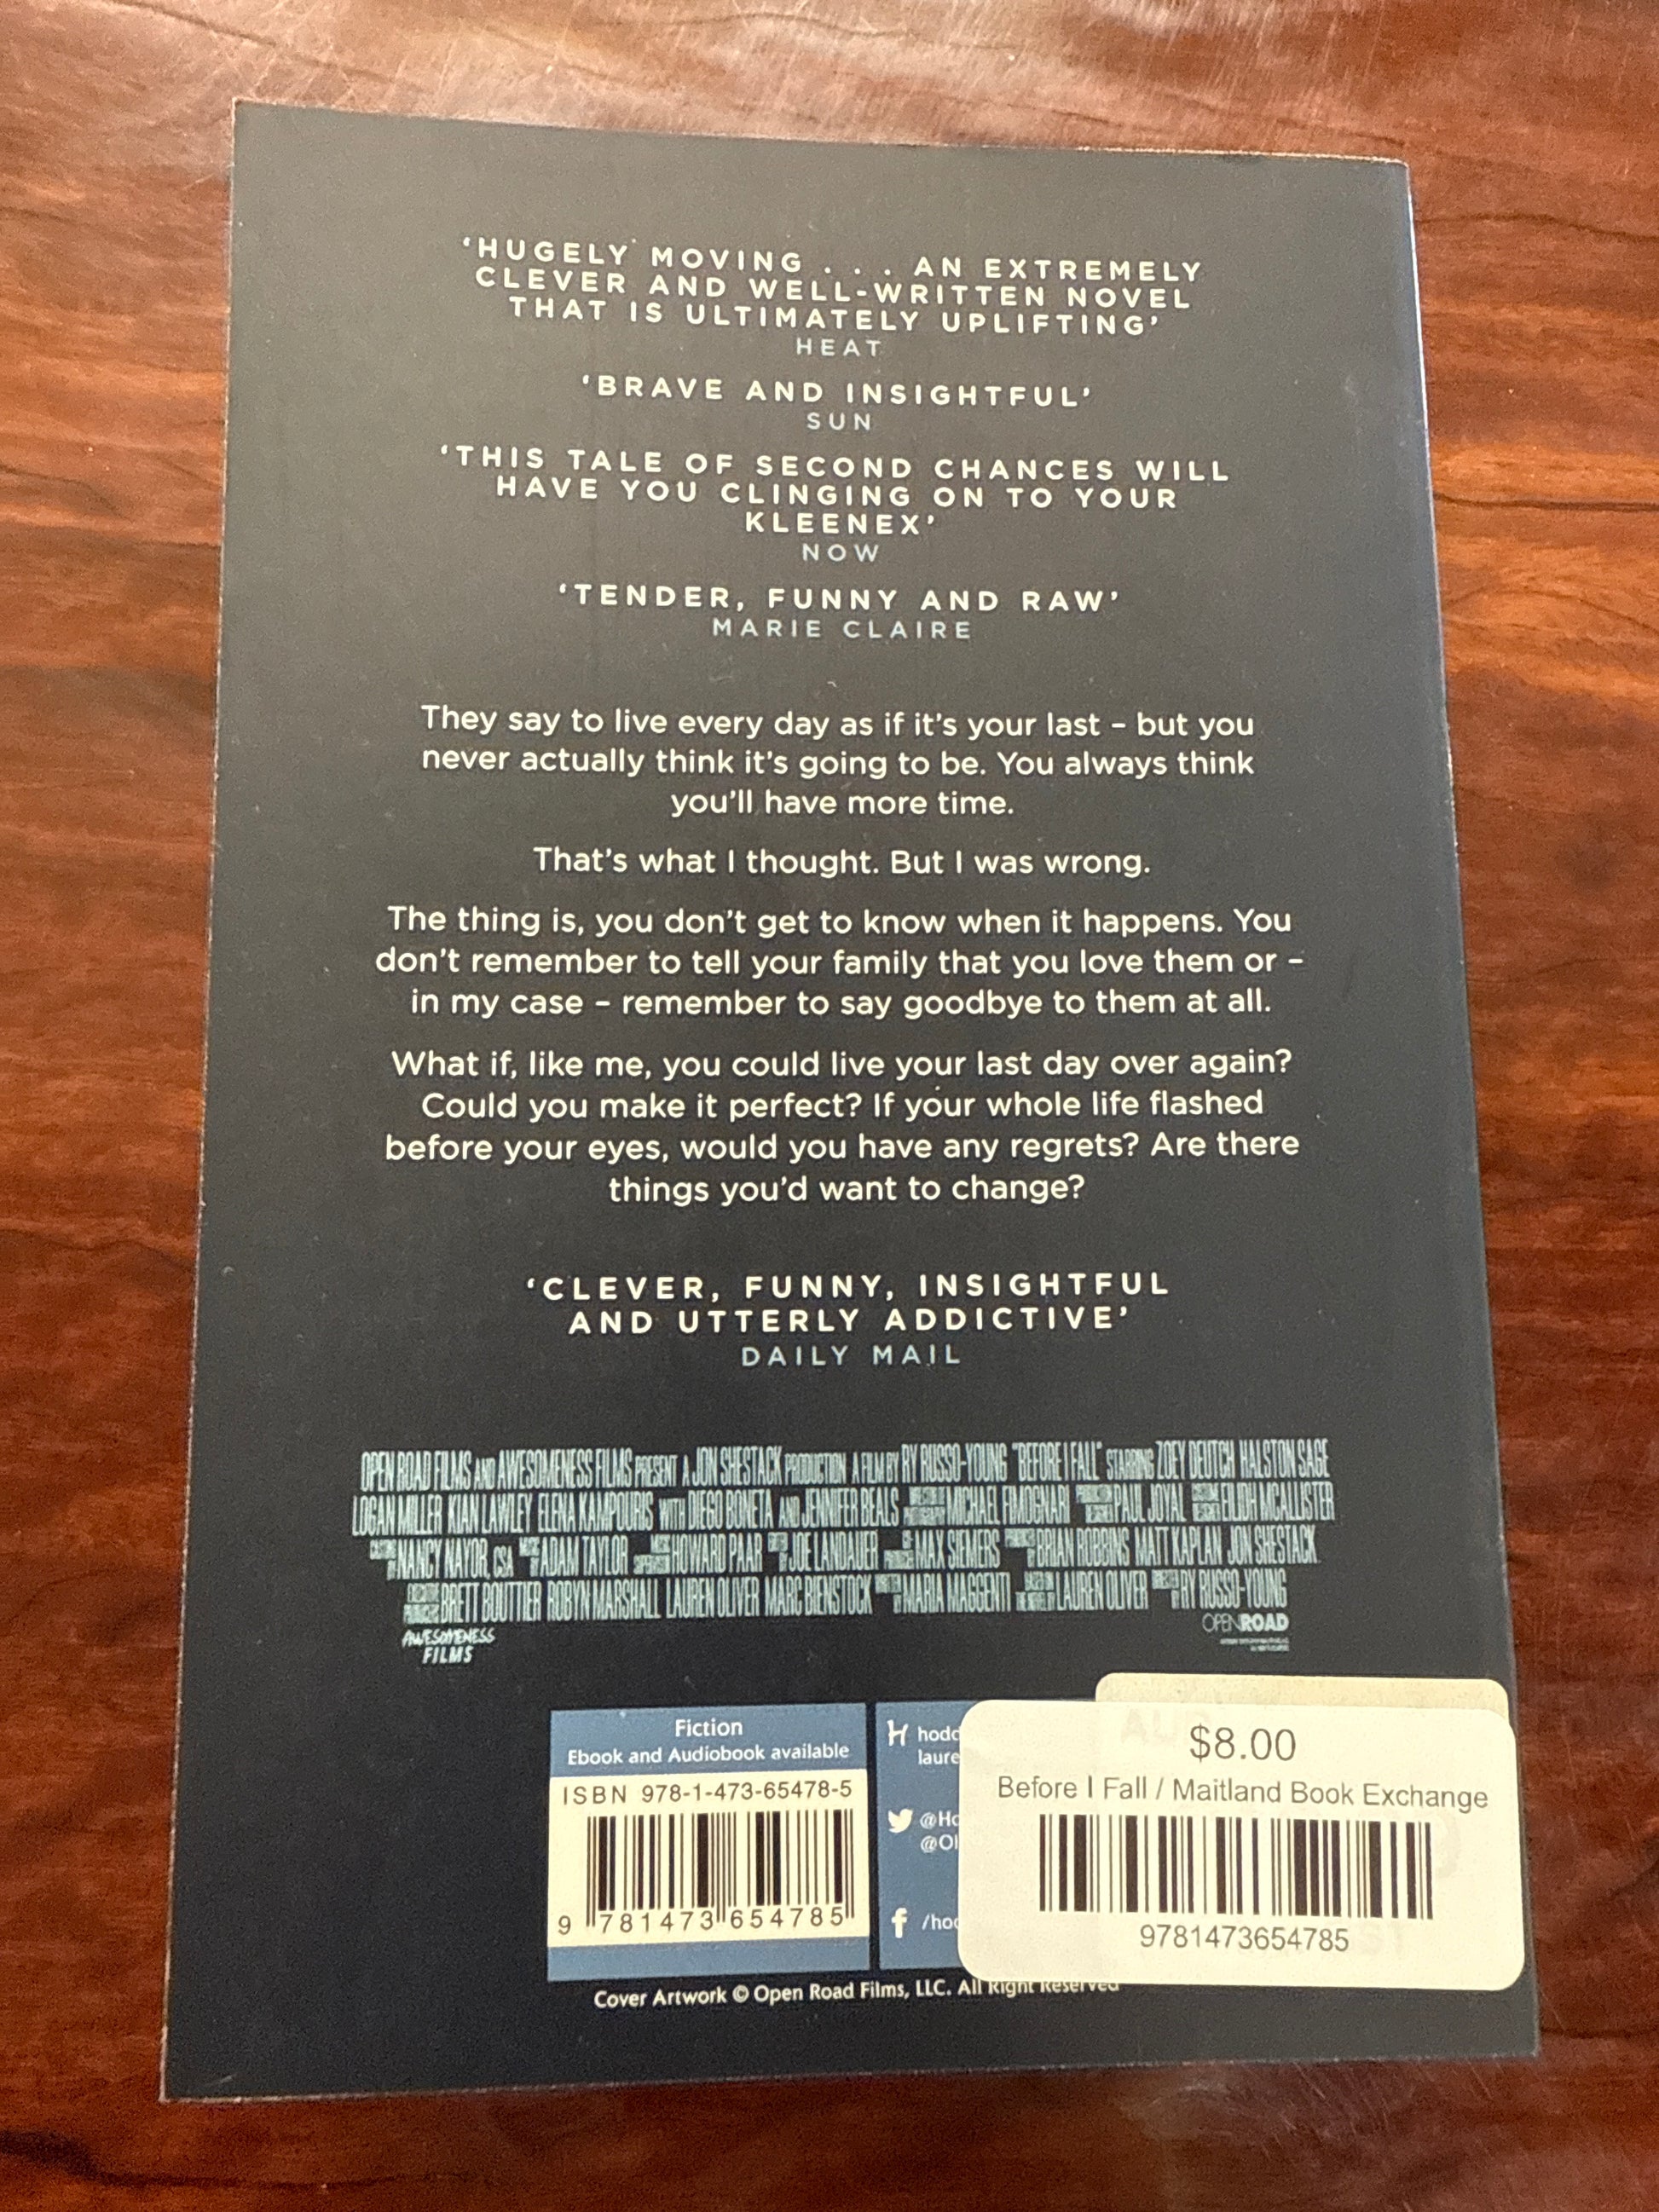 ‘HUGELY MOVING . . . AN EXTREMELY
CLEVER AND WELL-WRITTEN NOVEL
THAT IS ULTIMATELY UPLIFTING’
HEAT
‘BRAVE AND INSIGHTFUL’
SUN
‘THIS TALE OF SECOND CHANCES WILL
HAVE YOU CLINGING ON TO YOUR
KLEENEX’
NOW
‘TENDER, FUNNY AND RAW’
MARIE CLAIRE
They say to live every day as if it’s your last – but you
never actually think it’s going to be. You always think
you’ll have more time.
That’s what I thought. But I was wrong.
The thing is, you don’t get to know when it happens. You
don’t remember to tell your family that you love them or –
in my case – remember to say goodbye to them at all.
What if, like me, you could live your last day over again?
Could you make it perfect? If your whole life flashed
before your eyes, would you have any regrets? Are there
things you’d want to change?
‘CLEVER, FUNNY, INSIGHTFUL
AND UTTERLY ADDICTIVE’
DAILY MAIL
OPEN ROAD FILMS AND AWESOMENESS FILMS PRESENT A JON SHESTACK PRODUCTION A FILM BY RY RUSSO-YOUNG "BEFORE I FALL" STARRING ZOEY DEUTCH HALSTON SAGE
LOGAN MILLER KIAN LAWLEY ELENA KAMPOURIS WITH DIEGO BONETA AND JENNIFER BEALS MICHAEL FIMOGNARI PAUL JOYAL EILIDH MCALLISTER
NANCY NAYOR, CSA ADAM TAYLOR HOWARD PAAR JOE LANDAUER MAX SIEMERS BRIAN ROBBINS MATT KAPLAN JON SHESTACK
BRETT BOUTTIER ROBYN MARSHALL LAUREN OLIVER MARC BIENSTOCK MARIA MAGGENTI LAUREN OLIVER RY RUSSO-YOUNG
AWESOMENESS
FILMS
OPEN ROAD
Fiction
Ebook and Audiobook available
ISBN 978-1-473-65478-5
9 781473 654785
H hodd
laure
@Ho
@Ol
f /hod
$8.00
Before I Fall / Maitland Book Exchange
9781473654785
Cover Artwork © Open Road Films, LLC. All Right Reserved